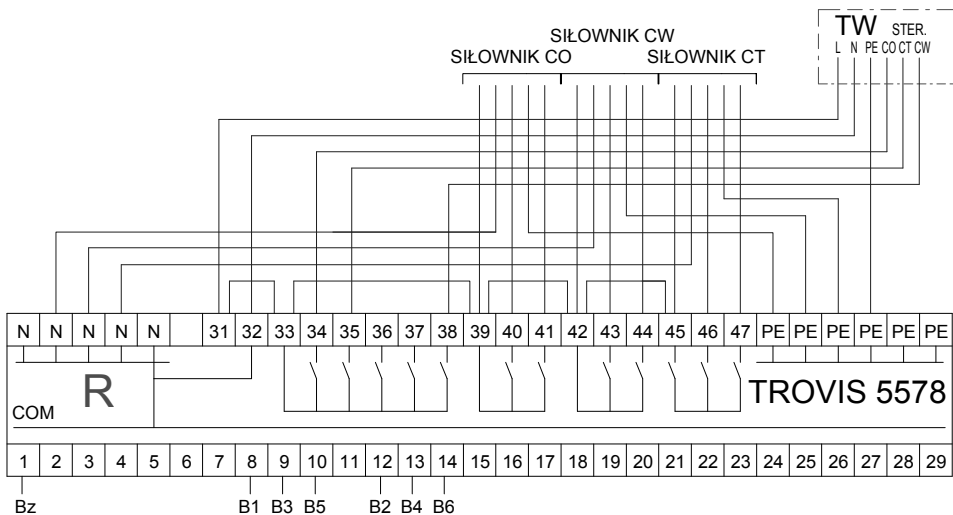 TW STER.
L N PE CO CT CW
SIŁOWNIK CW
SIŁOWNIK CO SIŁOWNIK CT
N N N N N 31 32 33 34 35 36 37 38 39 40 41 42 43 44 45 46 47 PE PE PE PE PE PE
R TROVIS 5578
COM
1 2 3 4 5 6 7 8 9 10 11 12 13 14 15 16 17 18 19 20 21 22 23 24 25 26 27 28 29
Bz B1 B3 B5 B2 B4 B6